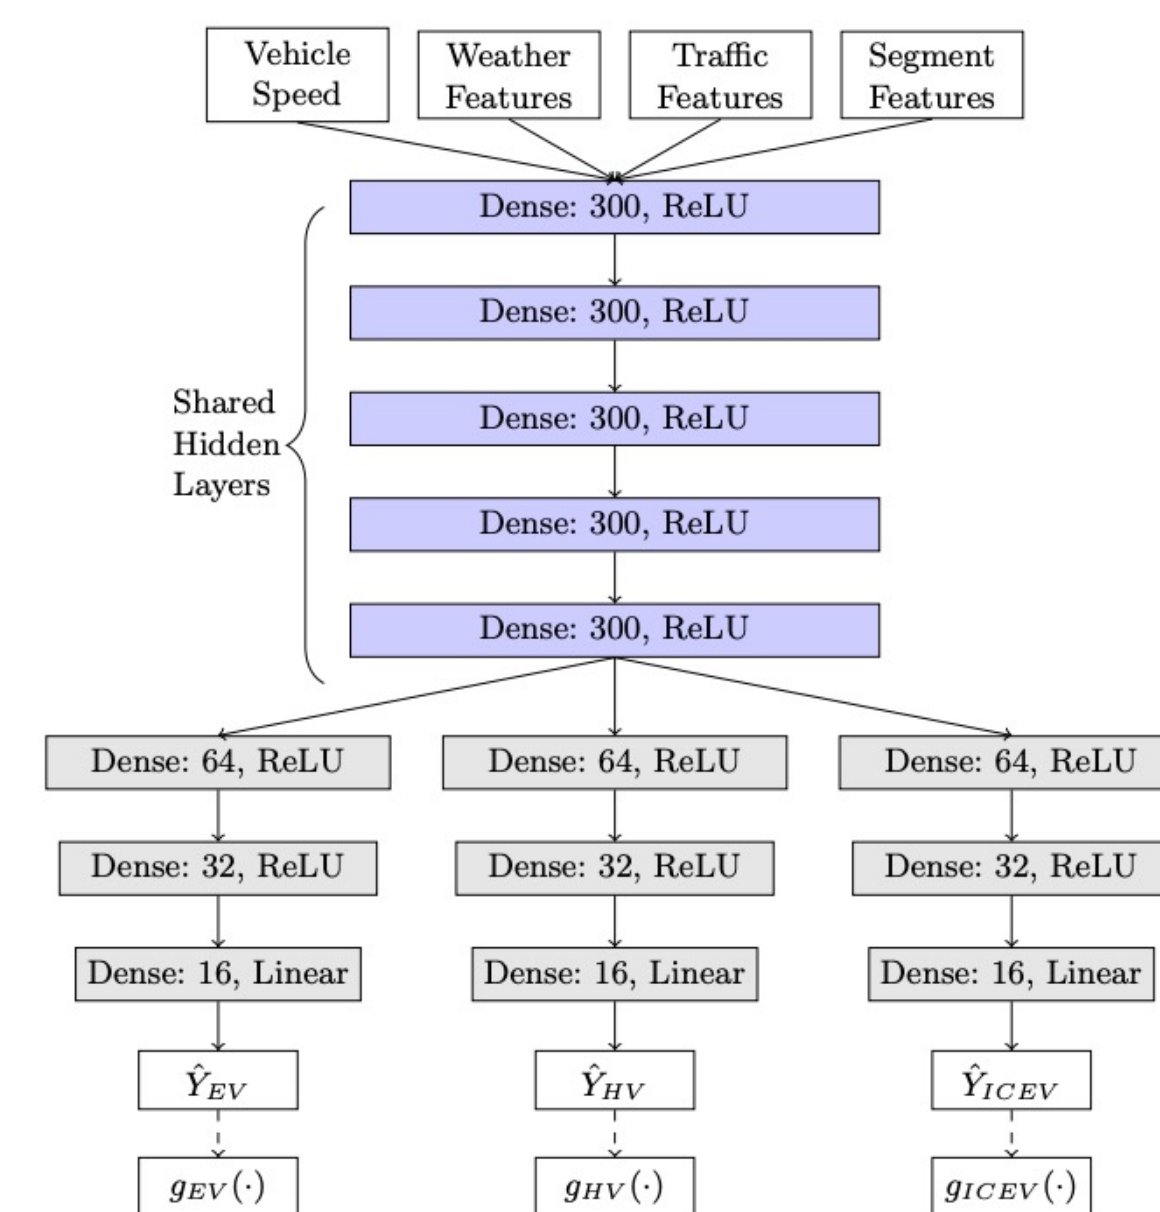 Vehicle
Speed
Weather
Features
Traffic
Features
Segment
Features
Dense: 300, ReLU
Dense: 300, ReLU
Shared
Hidden
Layers
Dense: 300, ReLU
Dense: 300, ReLU
Dense: 300, ReLU
Dense: 64, ReLU
Dense: 64, ReLU
Dense: 64, ReLU
Dense: 32, ReLU
Dense: 32, ReLU
Dense: 32, ReLU
Dense: 16, Linear
Dense: 16, Linear
Dense: 16, Linear
Ŷ_EV
Ŷ_HV
Ŷ_ICEV
g_EV(·)
g_HV(·)
g_ICEV(·)